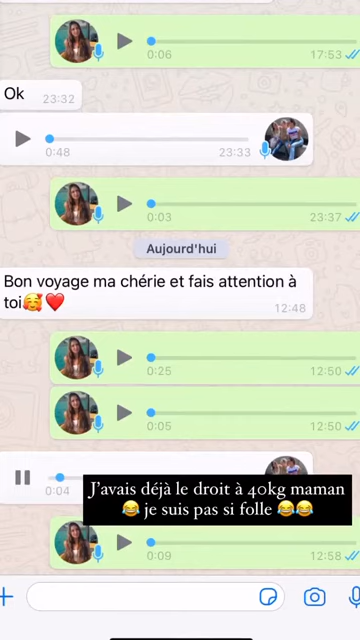 0:06 17:53
Ok 23:32
0:48 23:33
0:03 23:37
Aujourd'hui
Bon voyage ma chérie et fais attention à
toi🥰❤️ 12:48
0:25 12:50
0:05 12:50
0:04
J'avais déjà le droit à 40kg maman
😂 je suis pas si folle 😂😂
0:09 12:58